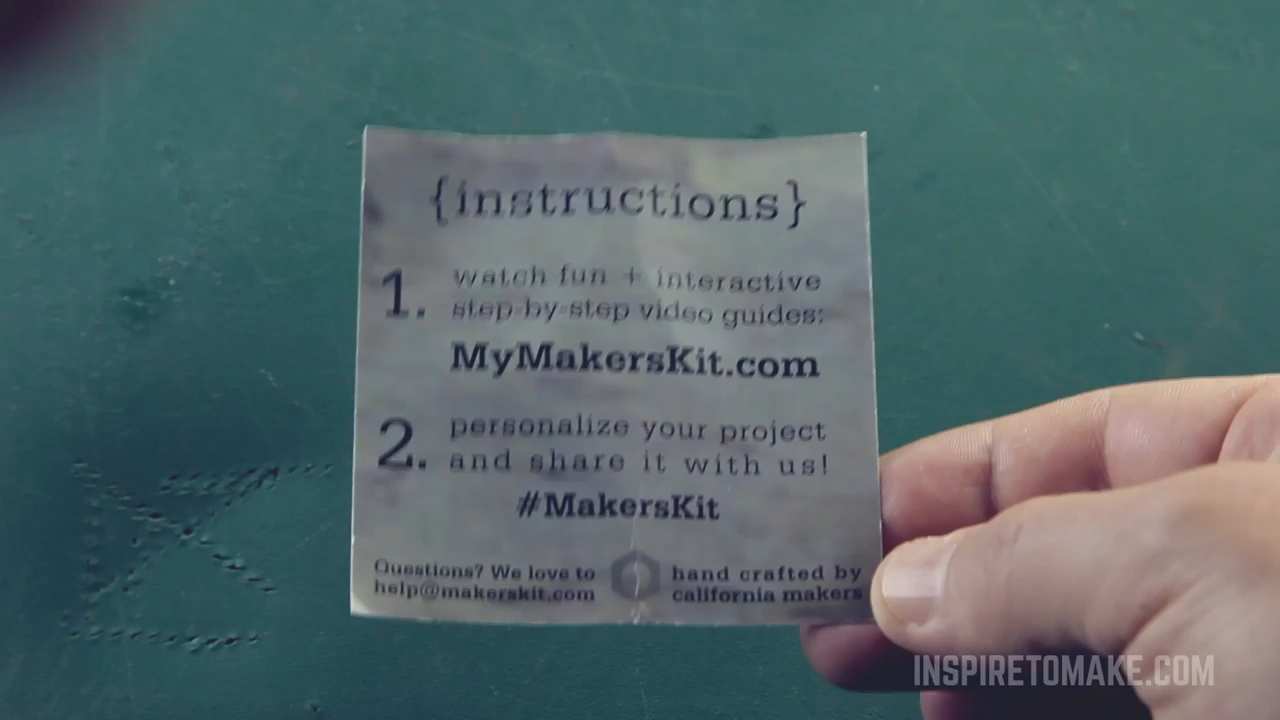 {instructions}
1. watch fun + interactive
step-by-step video guides:
MyMakersKit.com
2. personalize your project
and share it with us!
#MakersKit
Questions? We love to
help@makerskit.com
hand crafted by
california makers
INSPIRETOMAKE.COM